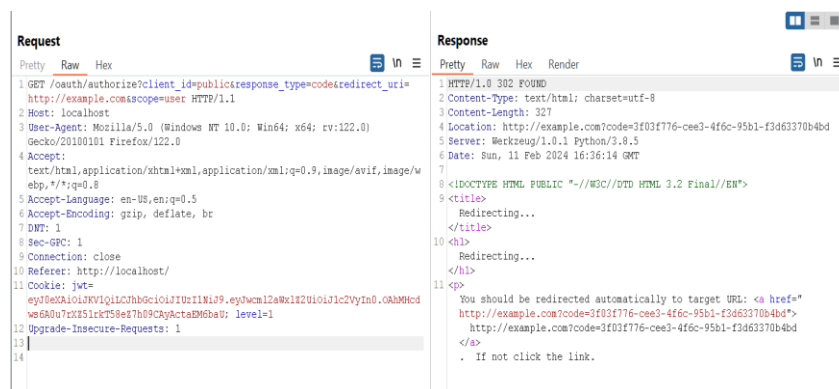 Request
Pretty Raw Hex
\n
1 GET /oauth/authorize?client_id=public&response_type=code&redirect_uri=
http://example.com&scope=user HTTP/1.1
2 Host: localhost
3 User-Agent: Mozilla/5.0 (Windows NT 10.0; Win64; x64; rv:122.0)
Gecko/20100101 Firefox/122.0
4 Accept:
text/html,application/xhtml+xml,application/xml;q=0.9,image/avif,image/w
ebp,*/*;q=0.8
5 Accept-Language: en-US,en;q=0.5
6 Accept-Encoding: gzip, deflate, br
7 DNT: 1
8 Sec-GPC: 1
9 Connection: close
10 Referer: http://localhost/
11 Cookie: jwt=
12 Upgrade-Insecure-Requests: 1
13
14
Response
Pretty Raw Hex Render
\n
1 HTTP/1.0 302 FOUND
2 Content-Type: text/html; charset=utf-8
3 Content-Length: 327
4 Location: http://example.com?code=3f03f776-cee3-4f6c-95b1-f3d63370b4bd
5 Server: Werkzeug/1.0.1 Python/3.8.5
6 Date: Sun, 11 Feb 2024 16:36:14 GMT
7
8 <!DOCTYPE HTML PUBLIC "-//W3C//DTD HTML 3.2 Final//EN">
9 <title>
Redirecting...
</title>
10 <h1>
Redirecting...
</h1>
11 <p>
You should be redirected automatically to target URL: <a href="
http://example.com?code=3f03f776-cee3-4f6c-95b1-f3d63370b4bd">
http://example.com?code=3f03f776-cee3-4f6c-95b1-f3d63370b4bd
</a>
. If not click the link.